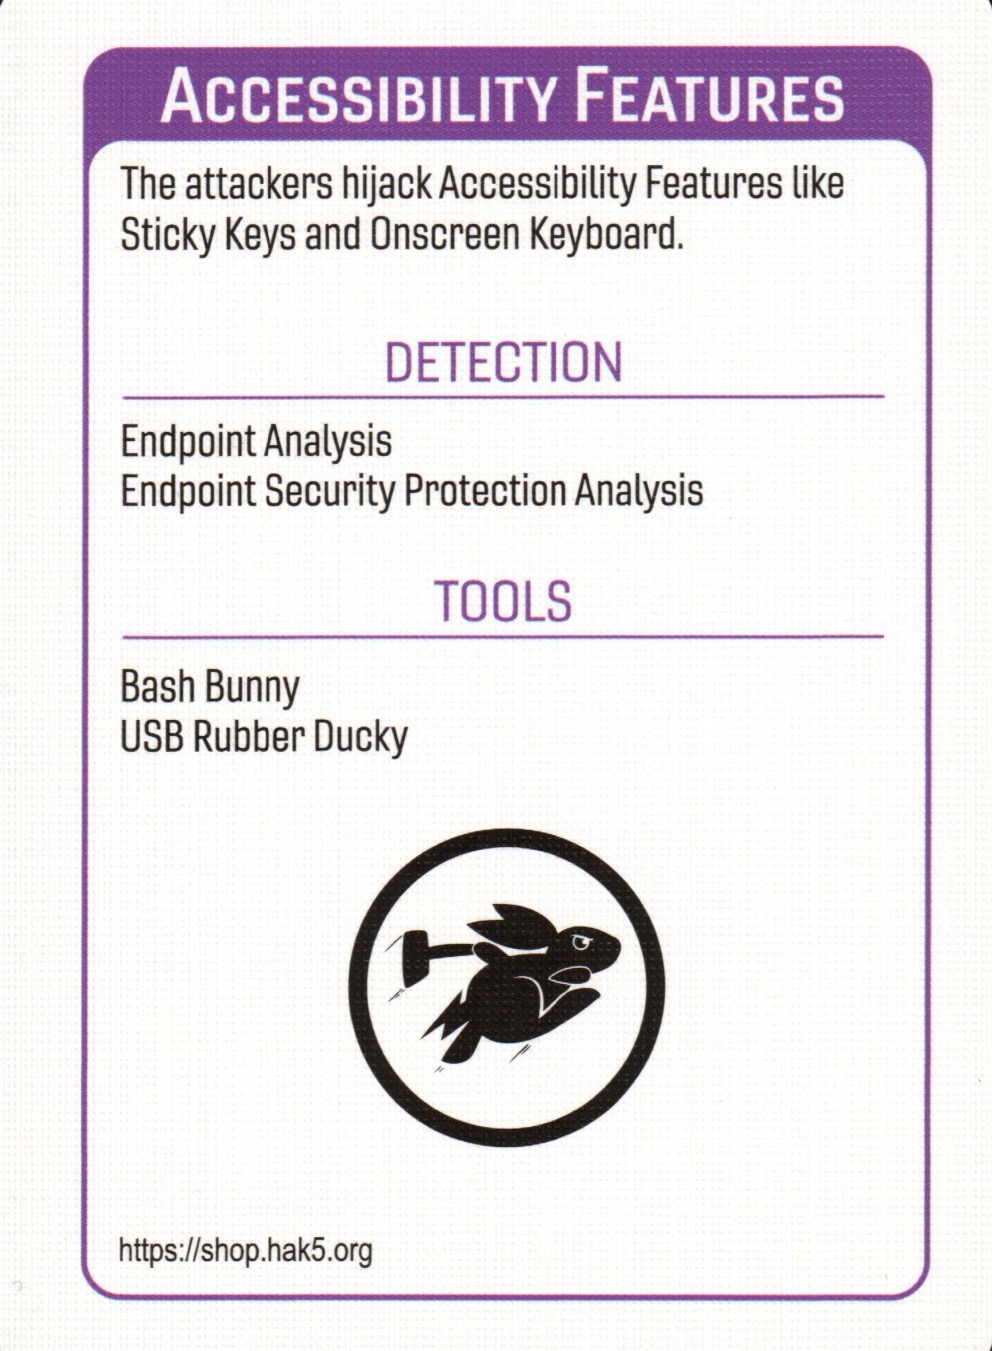 ACCESSIBILITY FEATURES
The attackers hijack Accessibility Features like
Sticky Keys and Onscreen Keyboard.
DETECTION
Endpoint Analysis
Endpoint Security Protection Analysis
TOOLS
Bash Bunny
USB Rubber Ducky
https://shop.hak5.org